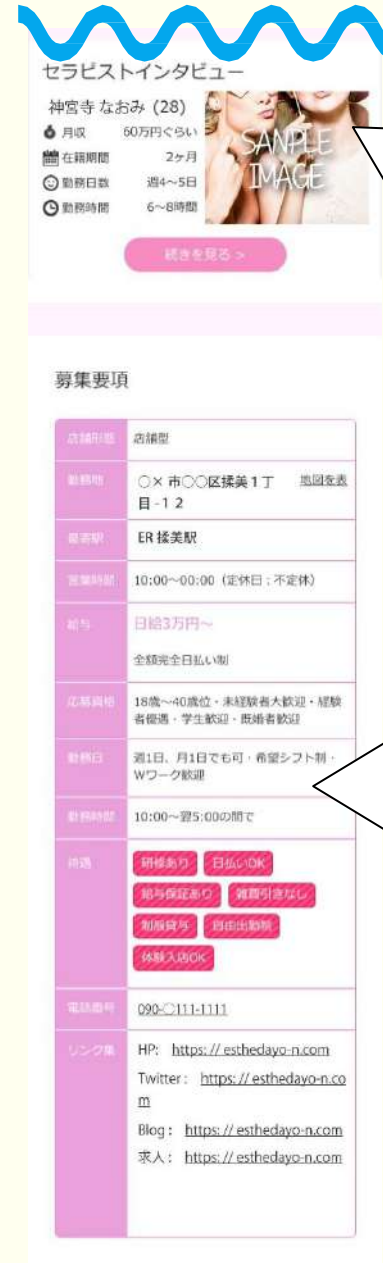 セラピストインタビュー
神宮寺 なおみ (28)
月収 60万円ぐらい
在籍期間 2ヶ月
勤務日数 週4〜5日
勤務時間 6〜8時間
SANPLE
IMAGE
続きを見る >
募集要項
店舗形態 店舗型
勤務地 ○× 市○○区揉美1丁 地図を表
目-12
最寄駅 ER 揉美駅
営業時間 10:00〜00:00 (定休日 ; 不定休)
給与 日給3万円〜
全額完全日払い制
応募資格 18歳〜40歳位・未経験者大歓迎・経験
者優遇・学生歓迎・既婚者歓迎
勤務日 週1日、月1日でも可・希望シフト制・
Wワーク歓迎
勤務時間 10:00〜翌5:00の間で
待遇 研修あり 日払いOK
給与保証あり 雑費引きなし
制服貸与 自由出勤制
体験入店OK
電話番号 090-○111-1111
リンク集 HP: https://esthedayo-n.com
Twitter : https://esthedayo-n.co
m
Blog : https://esthedayo-n.com
求人 : https://esthedayo-n.com